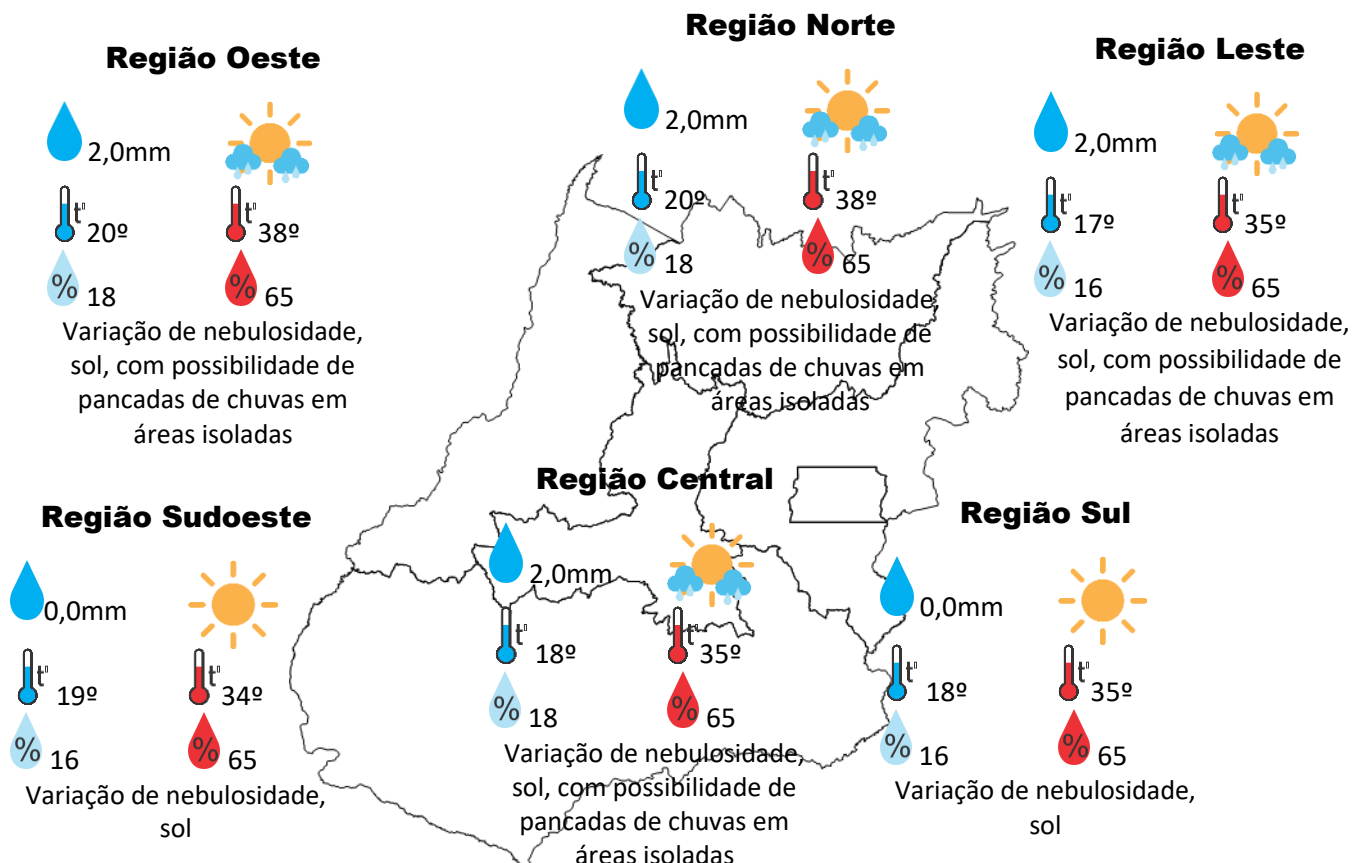 Região Oeste
2,0mm
t°
20º
t°
38º
% 18
% 65
Variação de nebulosidade,
sol, com possibilidade de
pancadas de chuvas em
áreas isoladas
Região Norte
2,0mm
t°
20º
t°
38º
% 18
% 65
Variação de nebulosidade,
sol, com possibilidade de
pancadas de chuvas em
áreas isoladas
Região Leste
2,0mm
t°
17º
t°
35º
% 16
% 65
Variação de nebulosidade,
sol, com possibilidade de
pancadas de chuvas em
áreas isoladas
Região Sudoeste
0,0mm
t°
19º
t°
34º
% 16
% 65
Variação de nebulosidade,
sol
Região Central
2,0mm
t°
18º
t°
35º
% 18
% 65
Variação de nebulosidade,
sol, com possibilidade de
pancadas de chuvas em
áreas isoladas
Região Sul
0,0mm
t°
18º
t°
35º
% 16
% 65
Variação de nebulosidade,
sol